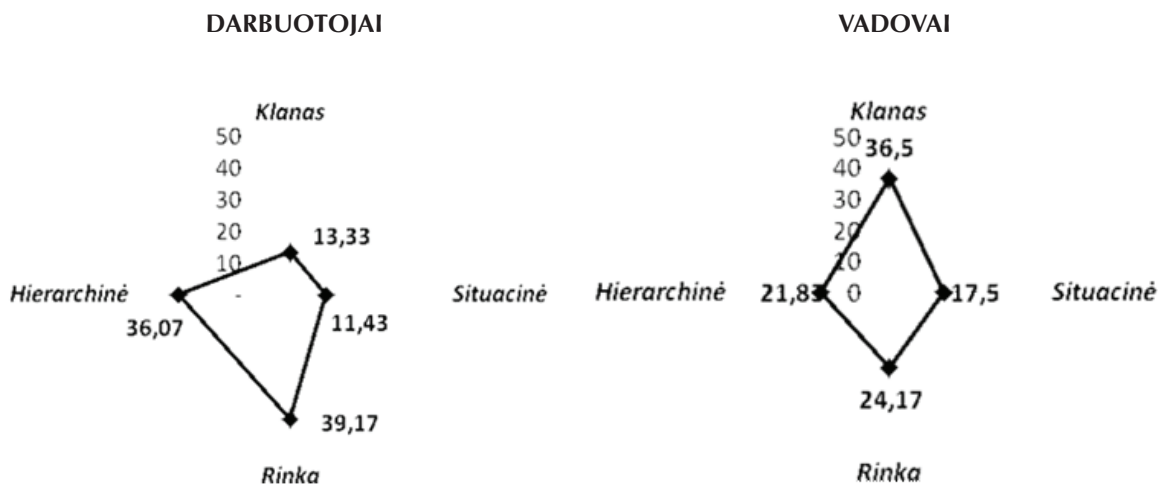 DARBUOTOJAI
Klanas
50
40
30
20
10
-
13,33
Hierarchinė
Situacinė
36,07
11,43
39,17
Rinka
VADOVAI
Klanas
50
36,5
40
30
20
10
0
Hierarchinė
21,83
17,5
Situacinė
24,17
Rinka